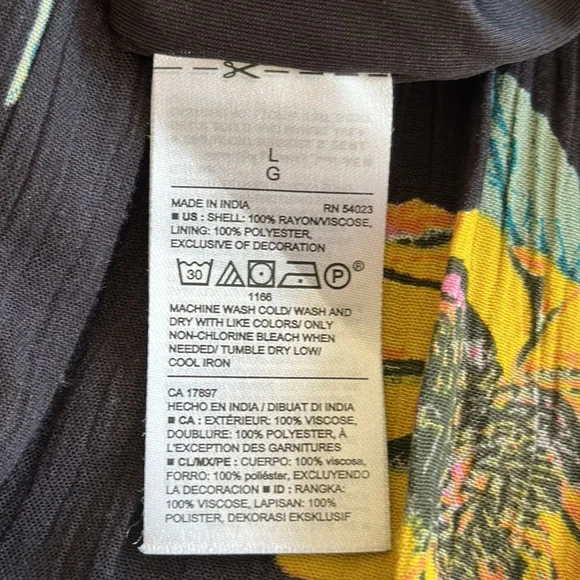 L
G
MADE IN INDIA RN 54023
■ US : SHELL: 100% RAYON/VISCOSE,
LINING: 100% POLYESTER,
EXCLUSIVE OF DECORATION
30 P ®
1166
MACHINE WASH COLD/ WASH AND
DRY WITH LIKE COLORS/ ONLY
NON-CHLORINE BLEACH WHEN
NEEDED/ TUMBLE DRY LOW/
COOL IRON
CA 17897
HECHO EN INDIA / DIBUAT DI INDIA
■ CA : EXTÉRIEUR: 100% VISCOSE,
DOUBLURE: 100% POLYESTER, À
L'EXCEPTION DES GARNITURES
■ CL/MX/PE : CUERPO: 100% viscosa,
FORRO: 100% poliéster, EXCLUYENDO
LA DECORACION ■ ID : RANGKA:
100% VISCOSE, LAPISAN: 100%
POLISTER, DEKORASI EKSKLUSIF